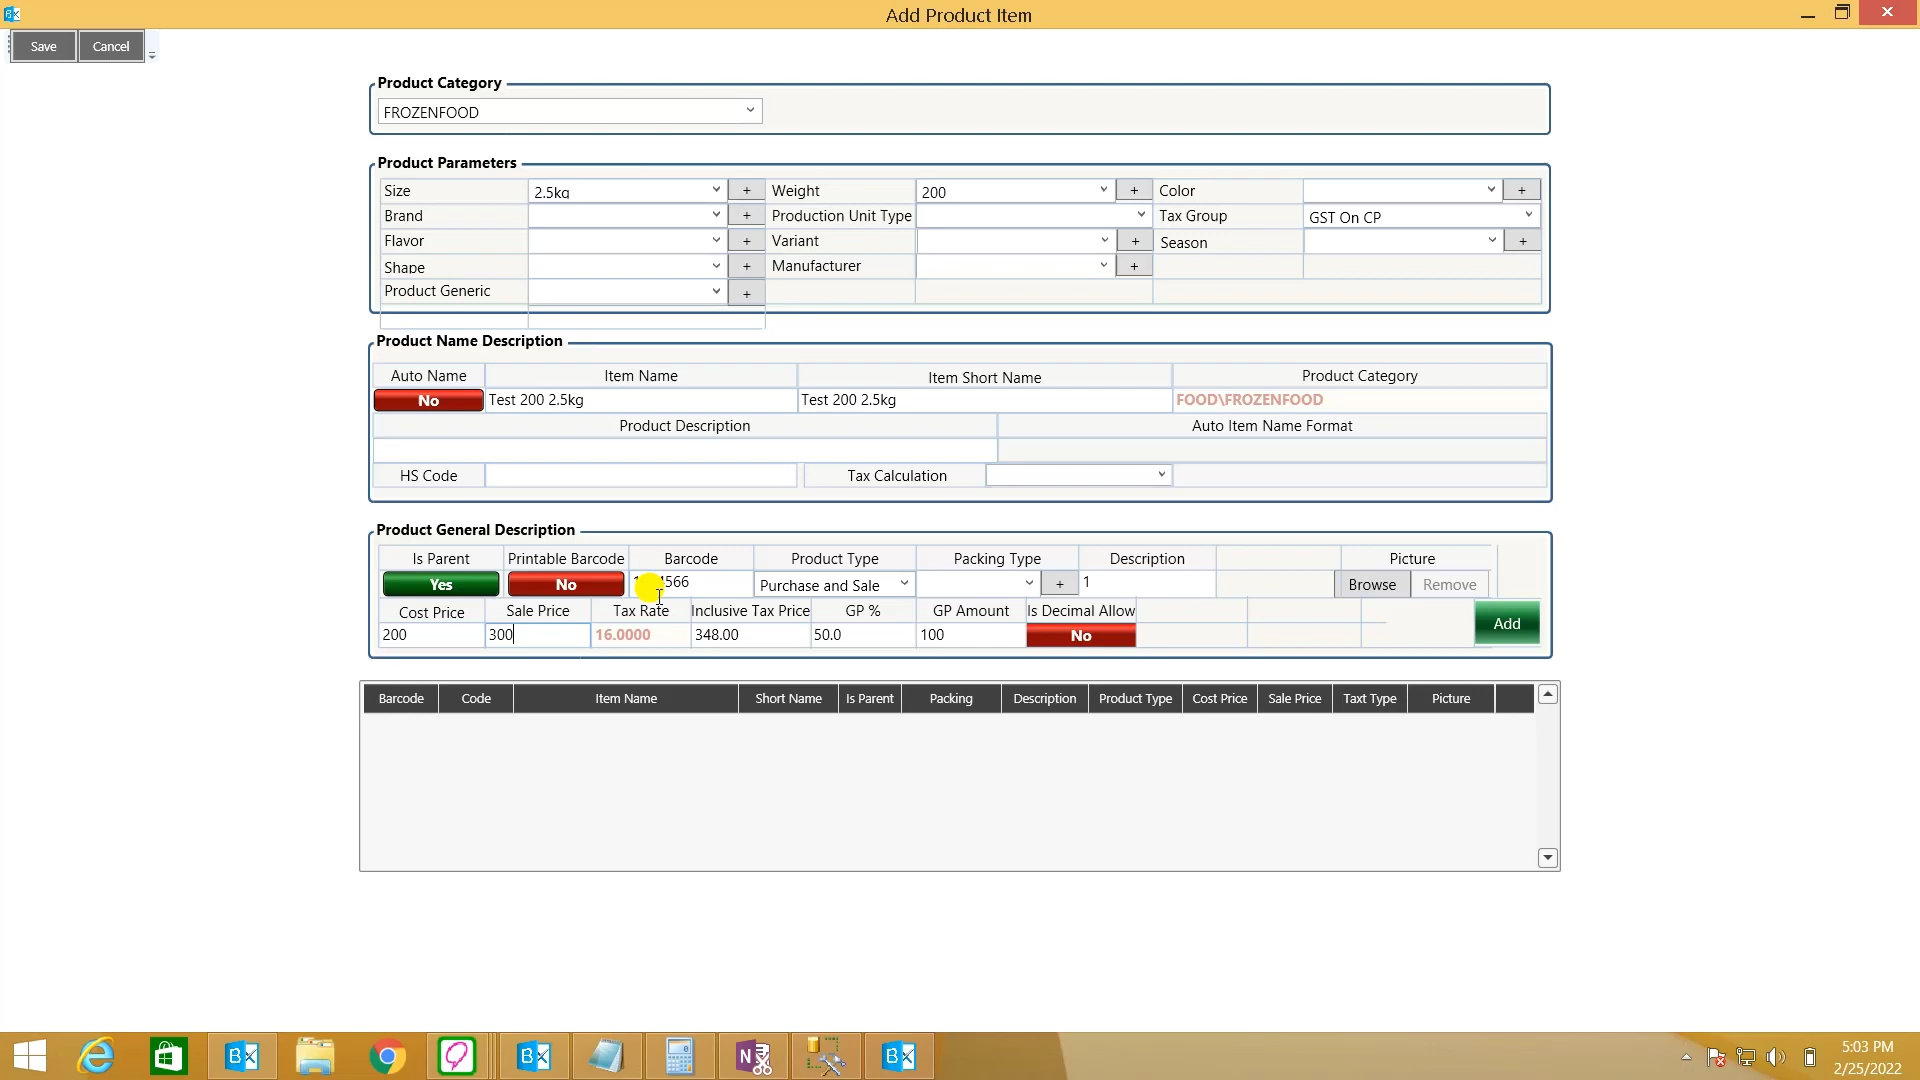 Add Product Item
Save Cancel
Product Category
FROZENFOOD
Product Parameters
Size 2.5kg + Weight 200 + Color +
Brand + Production Unit Type Tax Group GST On CP
Flavor + Variant + Season +
Shape + Manufacturer +
Product Generic +
Product Name Description
Auto Name Item Name Item Short Name Product Category
No Test 200 2.5kg Test 200 2.5kg FOOD\FROZENFOOD
Product Description Auto Item Name Format
HS Code Tax Calculation
Product General Description
Is Parent Printable Barcode Barcode Product Type Packing Type Description Picture
Yes No Purchase and Sale + 1 Browse Remove
Cost Price Sale Price Tax Rate Inclusive Tax Price GP % GP Amount Is Decimal Allow
200 300 16.0000 348.00 50.0 100 No Add
Barcode Code Item Name Short Name Is Parent Packing Description Product Type Cost Price Sale Price Taxt Type Picture
5:03 PM
2/25/2022